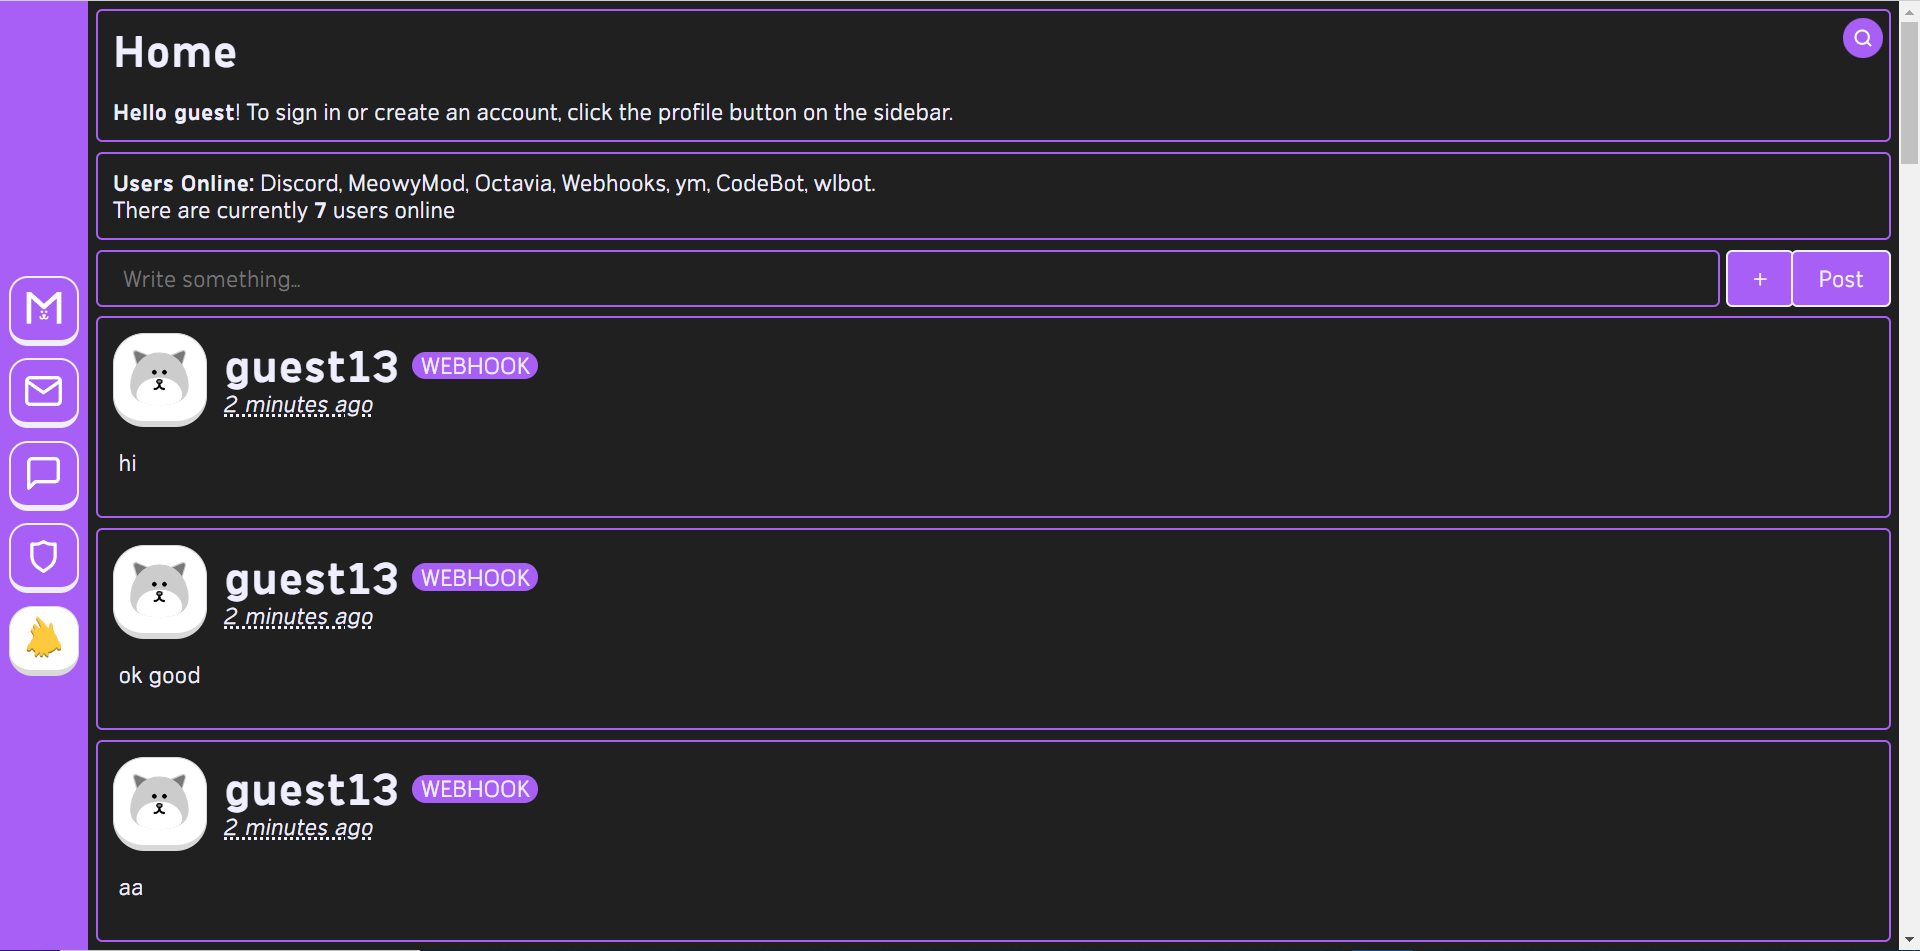 Home
Hello guest! To sign in or create an account, click the profile button on the sidebar.
Users Online: Discord, MeowyMod, Octavia, Webhooks, ym, CodeBot, wlbot.
There are currently 7 users online
Write something...
+ Post
M
guest13 WEBHOOK
2 minutes ago
hi
guest13 WEBHOOK
2 minutes ago
ok good
guest13 WEBHOOK
2 minutes ago
aa